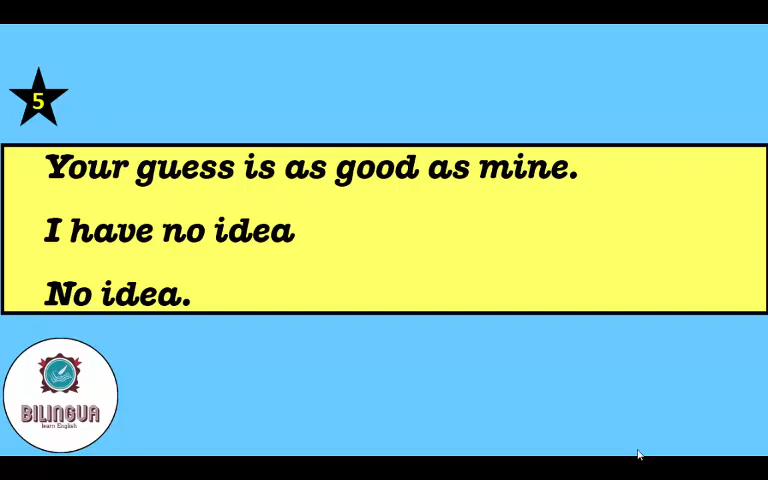 5
Your guess is as good as mine.
I have no idea
No idea.
BILINGUA
learn English